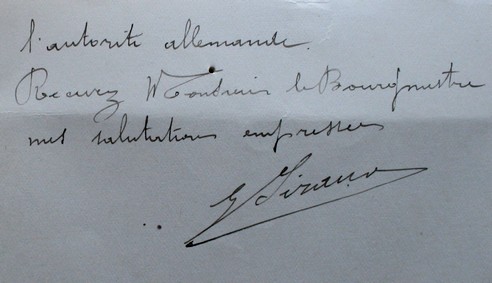 l'autorité allemande.
Recevez Monsieur le Bourgmestre
mes salutations empressées